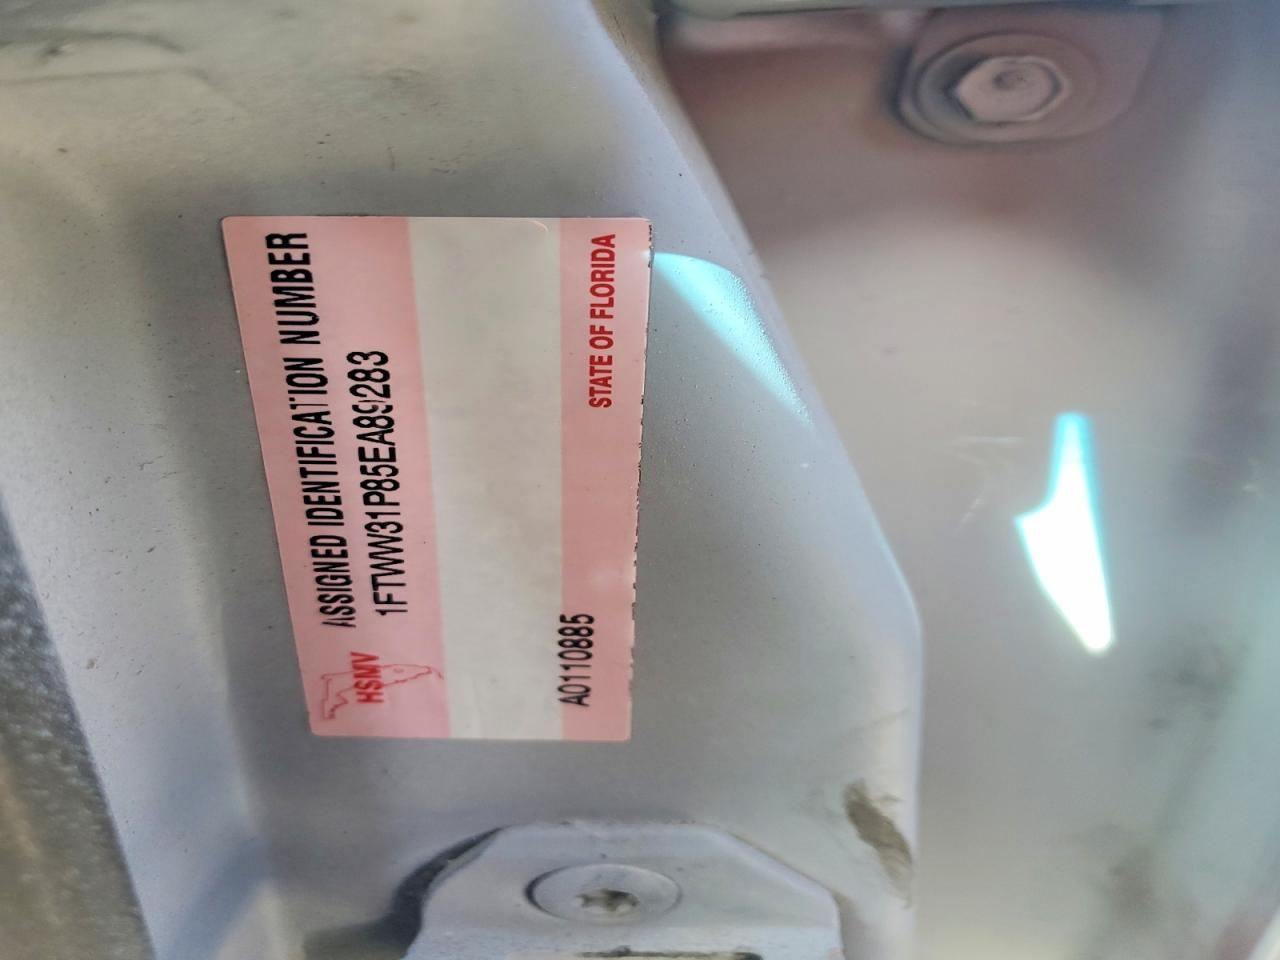 ASSIGNED IDENTIFICATION NUMBER
1FTWW31P85EA89283
HSMV
A0110885
STATE OF FLORIDA